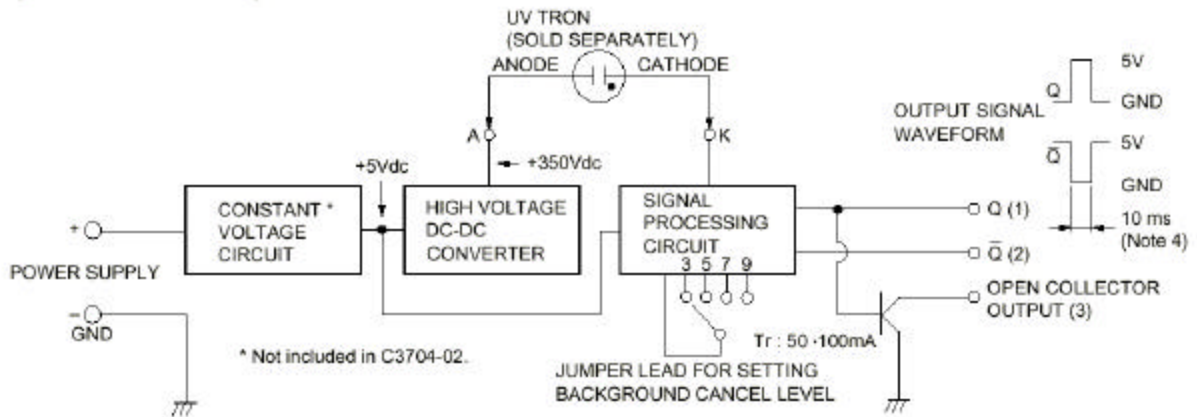 UV TRON
(SOLD SEPARATELY)
ANODE
CATHODE
A
K
+5Vdc
+350Vdc
CONSTANT *
VOLTAGE
CIRCUIT
HIGH VOLTAGE
DC-DC
CONVERTER
SIGNAL
PROCESSING
CIRCUIT
3 5 7 9
+
POWER SUPPLY
−
GND
* Not included in C3704-02.
JUMPER LEAD FOR SETTING
BACKGROUND CANCEL LEVEL
Tr : 50 ·100mA
OUTPUT SIGNAL
WAVEFORM
Q
5V
GND
Q̅
5V
GND
10 ms
(Note 4)
Q (1)
Q̅ (2)
OPEN COLLECTOR
OUTPUT (3)